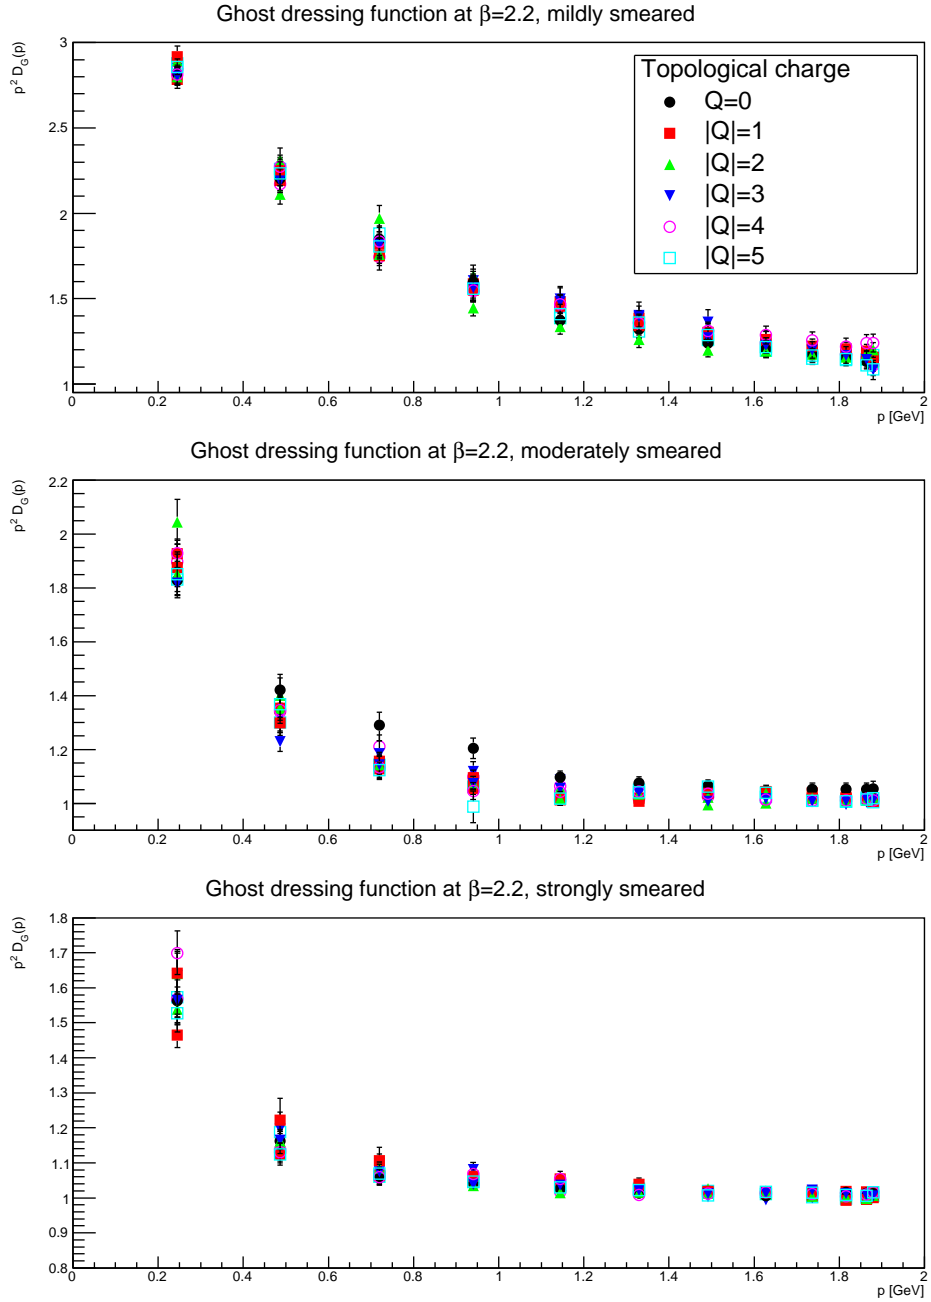 Ghost dressing function at β=2.2, mildly smeared
p² D_G(p)
3
2.5
2
1.5
1
Topological charge
Q=0
|Q|=1
|Q|=2
|Q|=3
|Q|=4
|Q|=5
0 0.2 0.4 0.6 0.8 1 1.2 1.4 1.6 1.8 2
p [GeV]
Ghost dressing function at β=2.2, moderately smeared
p² D_G(p)
2.2
2
1.8
1.6
1.4
1.2
1
0 0.2 0.4 0.6 0.8 1 1.2 1.4 1.6 1.8 2
p [GeV]
Ghost dressing function at β=2.2, strongly smeared
p² D_G(p)
1.8
1.7
1.6
1.5
1.4
1.3
1.2
1.1
1
0.9
0.8
0 0.2 0.4 0.6 0.8 1 1.2 1.4 1.6 1.8 2
p [GeV]